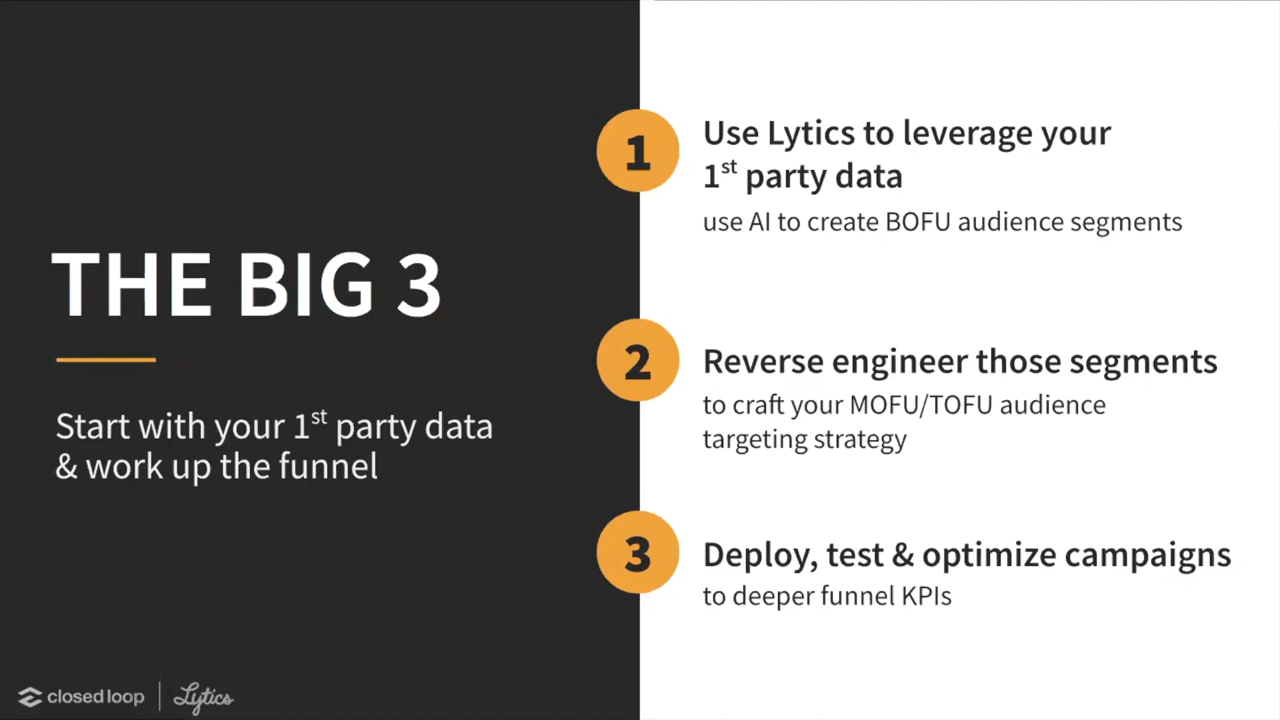 THE BIG 3
Start with your 1st party data
& work up the funnel
1
Use Lytics to leverage your
1st party data
use AI to create BOFU audience segments
2
Reverse engineer those segments
to craft your MOFU/TOFU audience
targeting strategy
3
Deploy, test & optimize campaigns
to deeper funnel KPIs
closed loop | Lytics